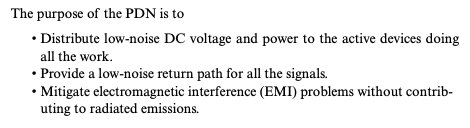 The purpose of the PDN is to
• Distribute low-noise DC voltage and power to the active devices doing
all the work.
• Provide a low-noise return path for all the signals.
• Mitigate electromagnetic interference (EMI) problems without contrib-
uting to radiated emissions.